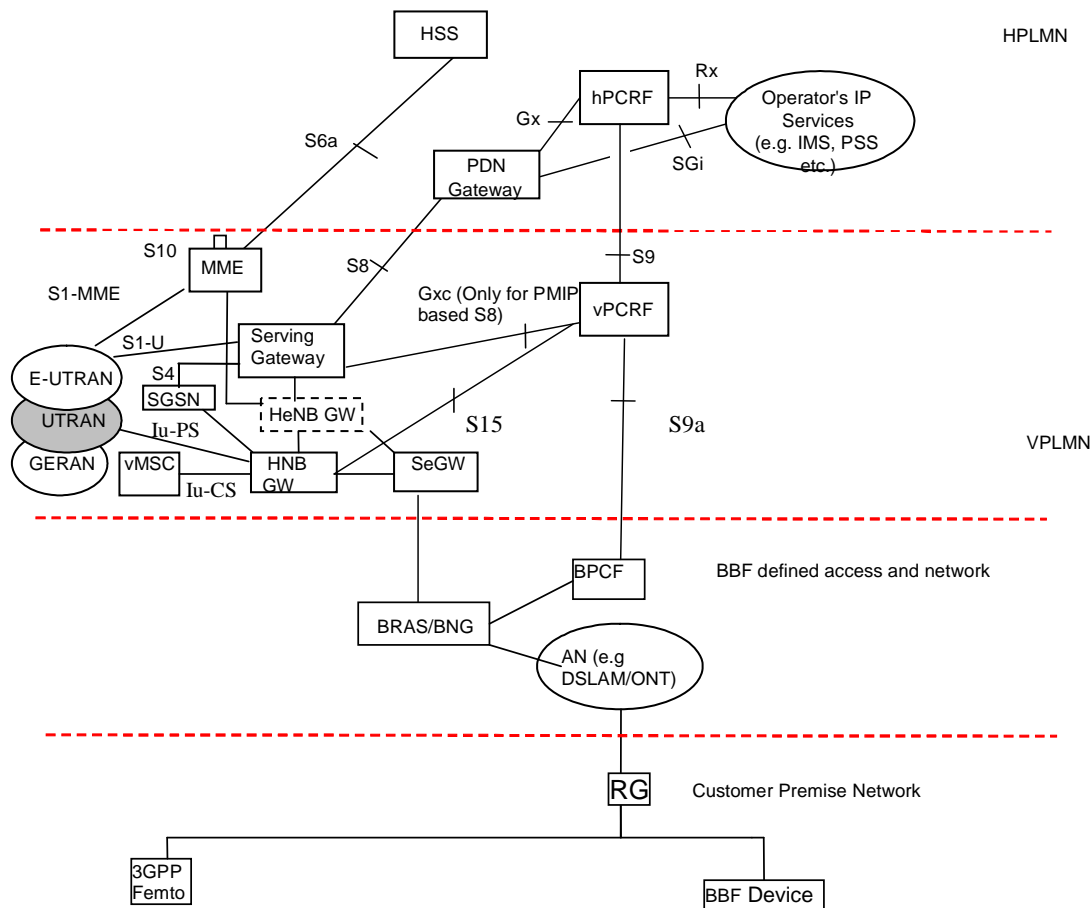 HSS
HPLMN
Rx
hPCRF
Operator's IP
Services
(e.g. IMS, PSS
etc.)
Gx
S6a
SGi
PDN
Gateway
S10
MME
S8
S9
S1-MME
Gxc (Only for PMIP
based S8)
vPCRF
S1-U
Serving
Gateway
E-UTRAN
S4
SGSN
HeNB GW
UTRAN
Iu-PS
S15
S9a
VPLMN
GERAN
vMSC
Iu-CS
HNB
GW
SeGW
BPCF
BBF defined access and network
BRAS/BNG
AN (e.g
DSLAM/ONT)
RG
Customer Premise Network
3GPP
Femto
BBF Device